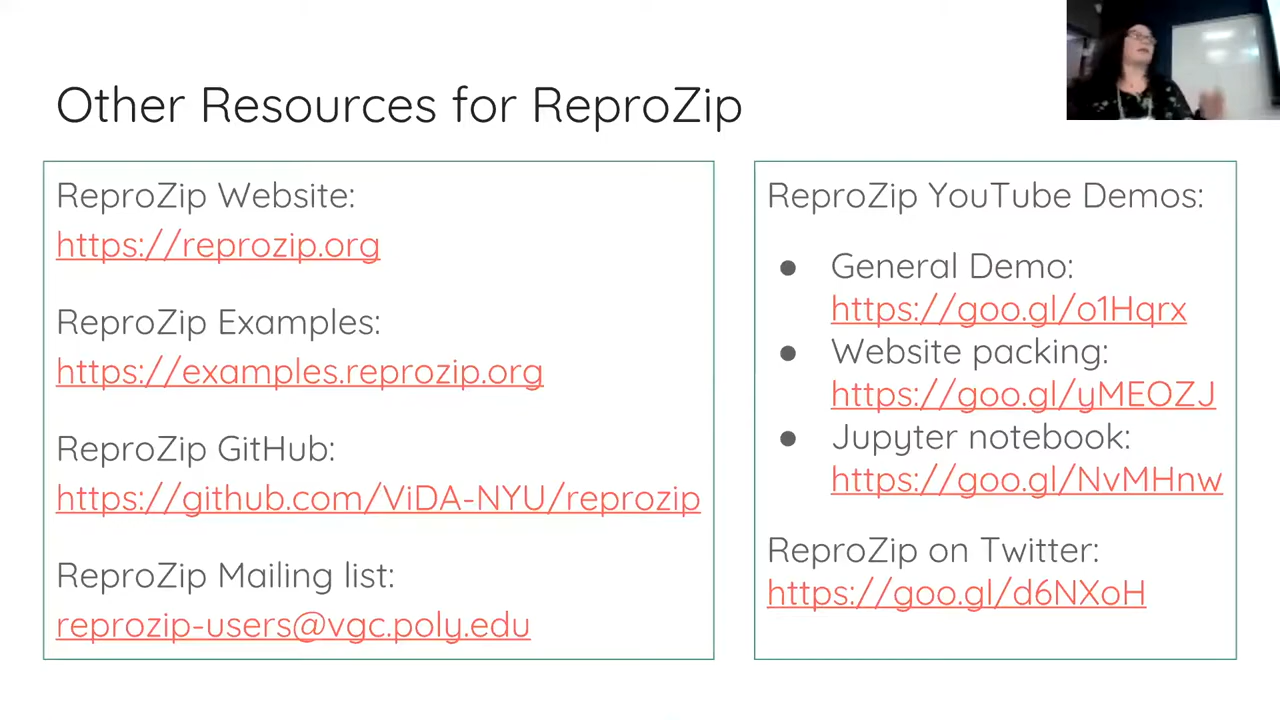 Other Resources for ReproZip
ReproZip Website:
https://reprozip.org
ReproZip Examples:
https://examples.reprozip.org
ReproZip GitHub:
https://github.com/ViDA-NYU/reprozip
ReproZip Mailing list:
reprozip-users@vgc.poly.edu
ReproZip YouTube Demos:
● General Demo:
https://goo.gl/o1Hqrx
● Website packing:
https://goo.gl/yMEOZJ
● Jupyter notebook:
https://goo.gl/NvMHnw
ReproZip on Twitter:
https://goo.gl/d6NXoH